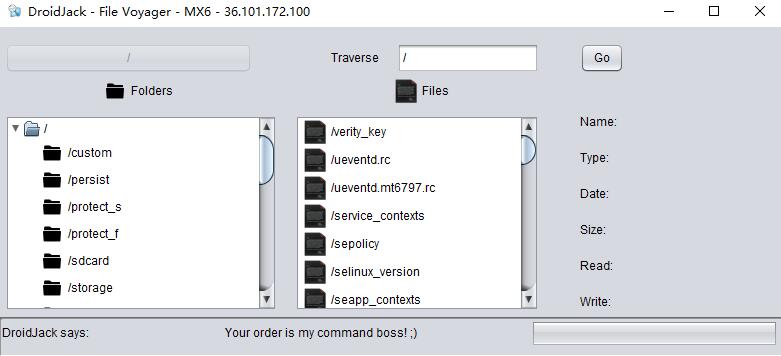 DroidJack - File Voyager - MX6 - 36.101.172.100
/ Traverse / Go
Folders Files
/ /verity_key Name:
/custom /ueventd.rc Type:
/persist /ueventd.mt6797.rc Date:
/protect_s /service_contexts Size:
/protect_f /sepolicy Read:
/sdcard /selinux_version
/storage /seapp_contexts Write:
DroidJack says: Your order is my command boss! ;)